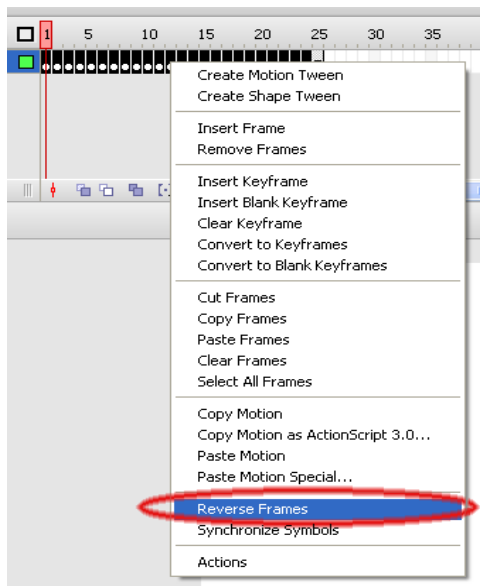 1 5 10 15 20 25 30 35
Create Motion Tween
Create Shape Tween
Insert Frame
Remove Frames
Insert Keyframe
Insert Blank Keyframe
Clear Keyframe
Convert to Keyframes
Convert to Blank Keyframes
Cut Frames
Copy Frames
Paste Frames
Clear Frames
Select All Frames
Copy Motion
Copy Motion as ActionScript 3.0...
Paste Motion
Paste Motion Special...
Reverse Frames
Synchronize Symbols
Actions